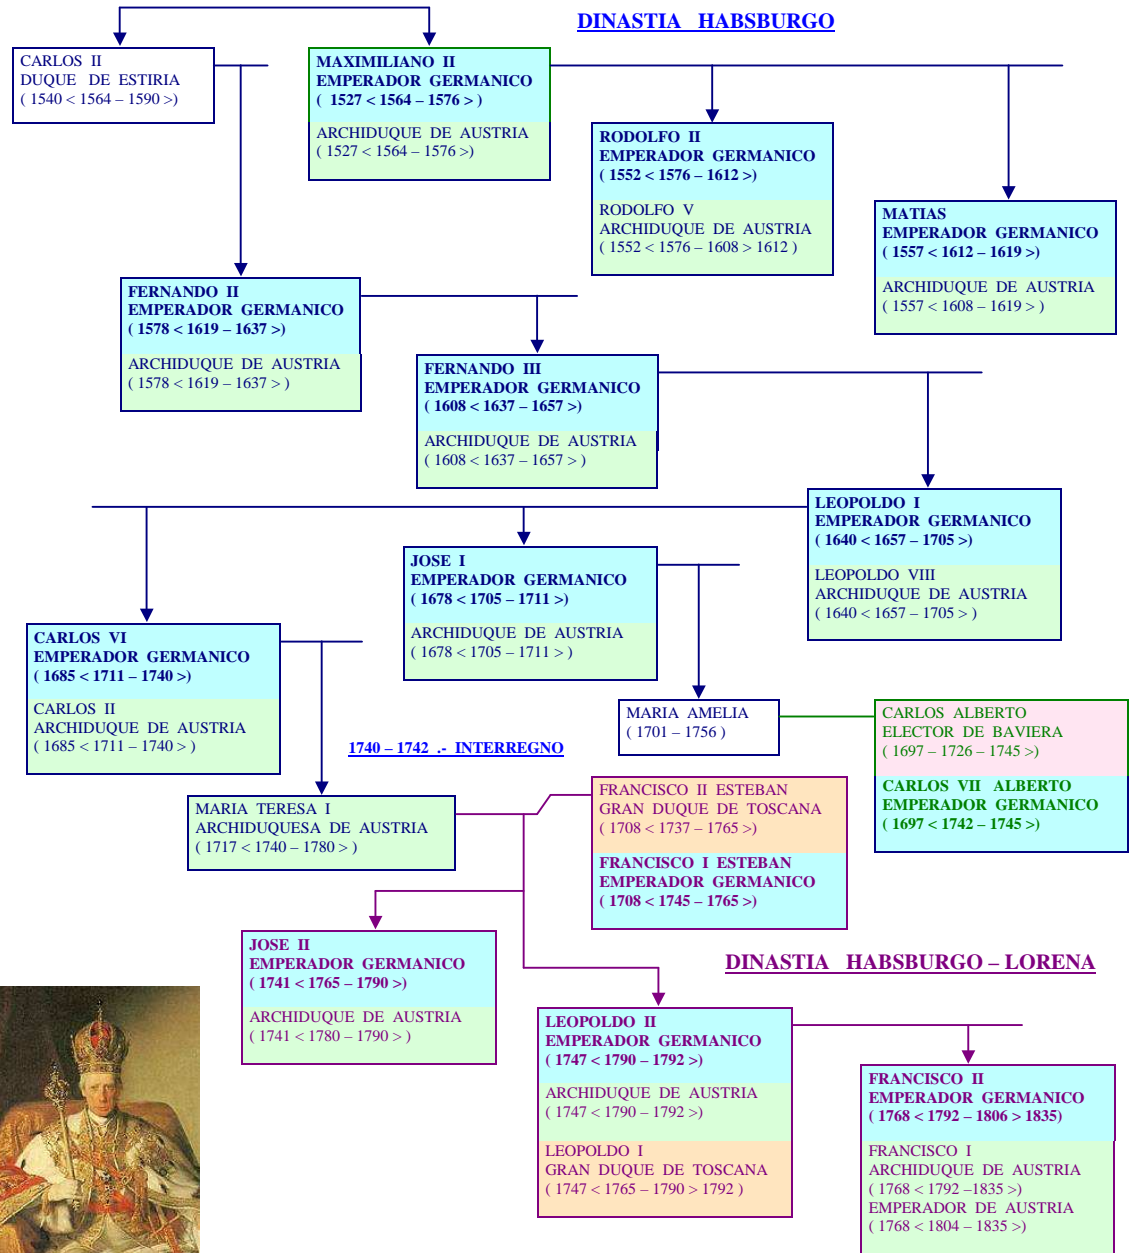 DINASTIA HABSBURGO
CARLOS II
DUQUE DE ESTIRIA
( 1540 < 1564 – 1590 >)
MAXIMILIANO II
EMPERADOR GERMANICO
( 1527 < 1564 – 1576 > )
ARCHIDUQUE DE AUSTRIA
( 1527 < 1564 – 1576 >)
RODOLFO II
EMPERADOR GERMANICO
( 1552 < 1576 – 1612 >)
RODOLFO V
ARCHIDUQUE DE AUSTRIA
( 1552 < 1576 – 1608 > 1612 )
MATIAS
EMPERADOR GERMANICO
( 1557 < 1612 – 1619 >)
ARCHIDUQUE DE AUSTRIA
( 1557 < 1608 – 1619 > )
FERNANDO II
EMPERADOR GERMANICO
( 1578 < 1619 – 1637 >)
ARCHIDUQUE DE AUSTRIA
( 1578 < 1619 – 1637 > )
FERNANDO III
EMPERADOR GERMANICO
( 1608 < 1637 – 1657 >)
ARCHIDUQUE DE AUSTRIA
( 1608 < 1637 – 1657 > )
LEOPOLDO I
EMPERADOR GERMANICO
( 1640 < 1657 – 1705 >)
LEOPOLDO VIII
ARCHIDUQUE DE AUSTRIA
( 1640 < 1657 – 1705 > )
JOSE I
EMPERADOR GERMANICO
( 1678 < 1705 – 1711 >)
ARCHIDUQUE DE AUSTRIA
( 1678 < 1705 – 1711 > )
CARLOS VI
EMPERADOR GERMANICO
( 1685 < 1711 – 1740 >)
CARLOS II
ARCHIDUQUE DE AUSTRIA
( 1685 < 1711 – 1740 > )
MARIA AMELIA
( 1701 – 1756 )
CARLOS ALBERTO
ELECTOR DE BAVIERA
( 1697 – 1726 – 1745 >)
CARLOS VII ALBERTO
EMPERADOR GERMANICO
( 1697 < 1742 – 1745 >)
1740 – 1742 .- INTERREGNO
MARIA TERESA I
ARCHIDUQUESA DE AUSTRIA
( 1717 < 1740 – 1780 > )
FRANCISCO II ESTEBAN
GRAN DUQUE DE TOSCANA
( 1708 < 1737 – 1765 >)
FRANCISCO I ESTEBAN
EMPERADOR GERMANICO
( 1708 < 1745 – 1765 >)
JOSE II
EMPERADOR GERMANICO
( 1741 < 1765 – 1790 >)
ARCHIDUQUE DE AUSTRIA
( 1741 < 1780 – 1790 > )
DINASTIA HABSBURGO – LORENA
LEOPOLDO II
EMPERADOR GERMANICO
( 1747 < 1790 – 1792 >)
ARCHIDUQUE DE AUSTRIA
( 1747 < 1790 – 1792 >)
LEOPOLDO I
GRAN DUQUE DE TOSCANA
( 1747 < 1765 – 1790 > 1792 )
FRANCISCO II
EMPERADOR GERMANICO
( 1768 < 1792 – 1806 > 1835)
FRANCISCO I
ARCHIDUQUE DE AUSTRIA
( 1768 < 1792 –1835 >)
EMPERADOR DE AUSTRIA
( 1768 < 1804 – 1835 >)